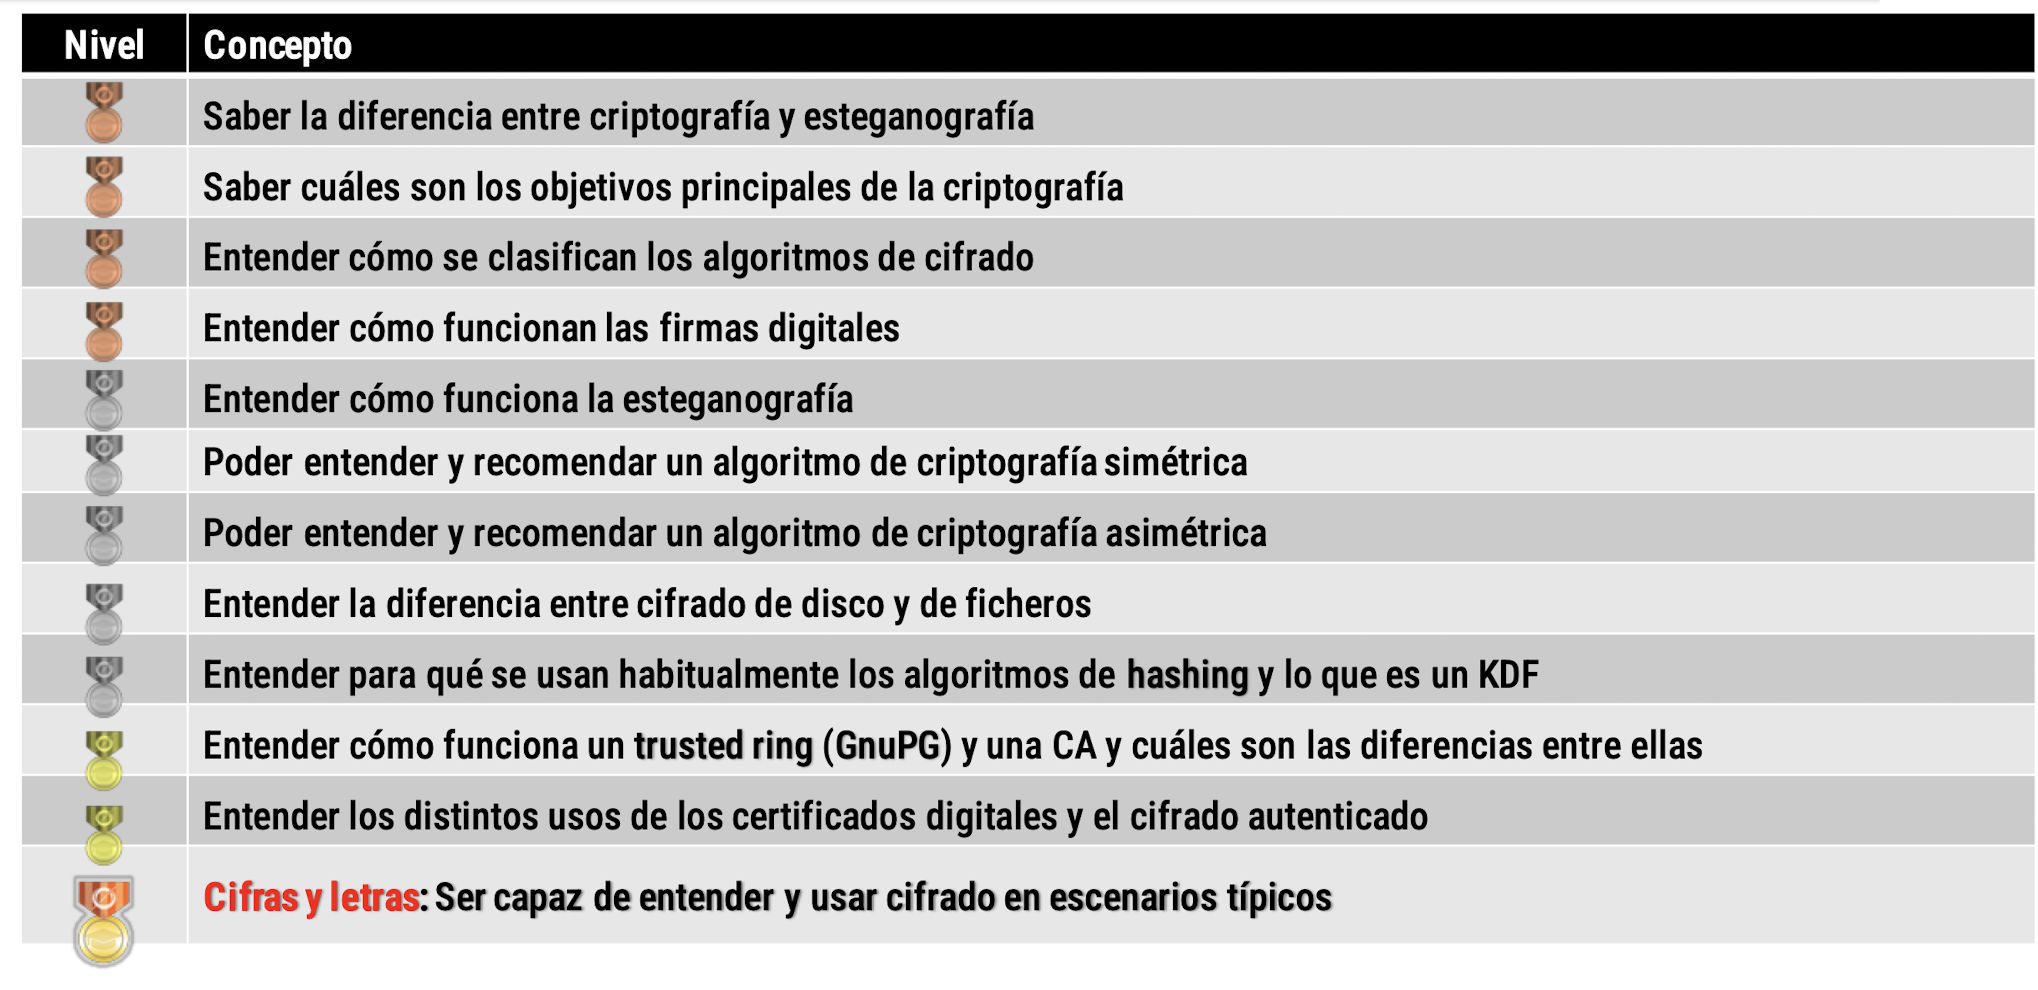 Nivel Concepto
Saber la diferencia entre criptografía y esteganografía
Saber cuáles son los objetivos principales de la criptografía
Entender cómo se clasifican los algoritmos de cifrado
Entender cómo funcionan las firmas digitales
Entender cómo funciona la esteganografía
Poder entender y recomendar un algoritmo de criptografía simétrica
Poder entender y recomendar un algoritmo de criptografía asimétrica
Entender la diferencia entre cifrado de disco y de ficheros
Entender para qué se usan habitualmente los algoritmos de hashing y lo que es un KDF
Entender cómo funciona un trusted ring (GnuPG) y una CA y cuáles son las diferencias entre ellas
Entender los distintos usos de los certificados digitales y el cifrado autenticado
Cifras y letras: Ser capaz de entender y usar cifrado en escenarios típicos